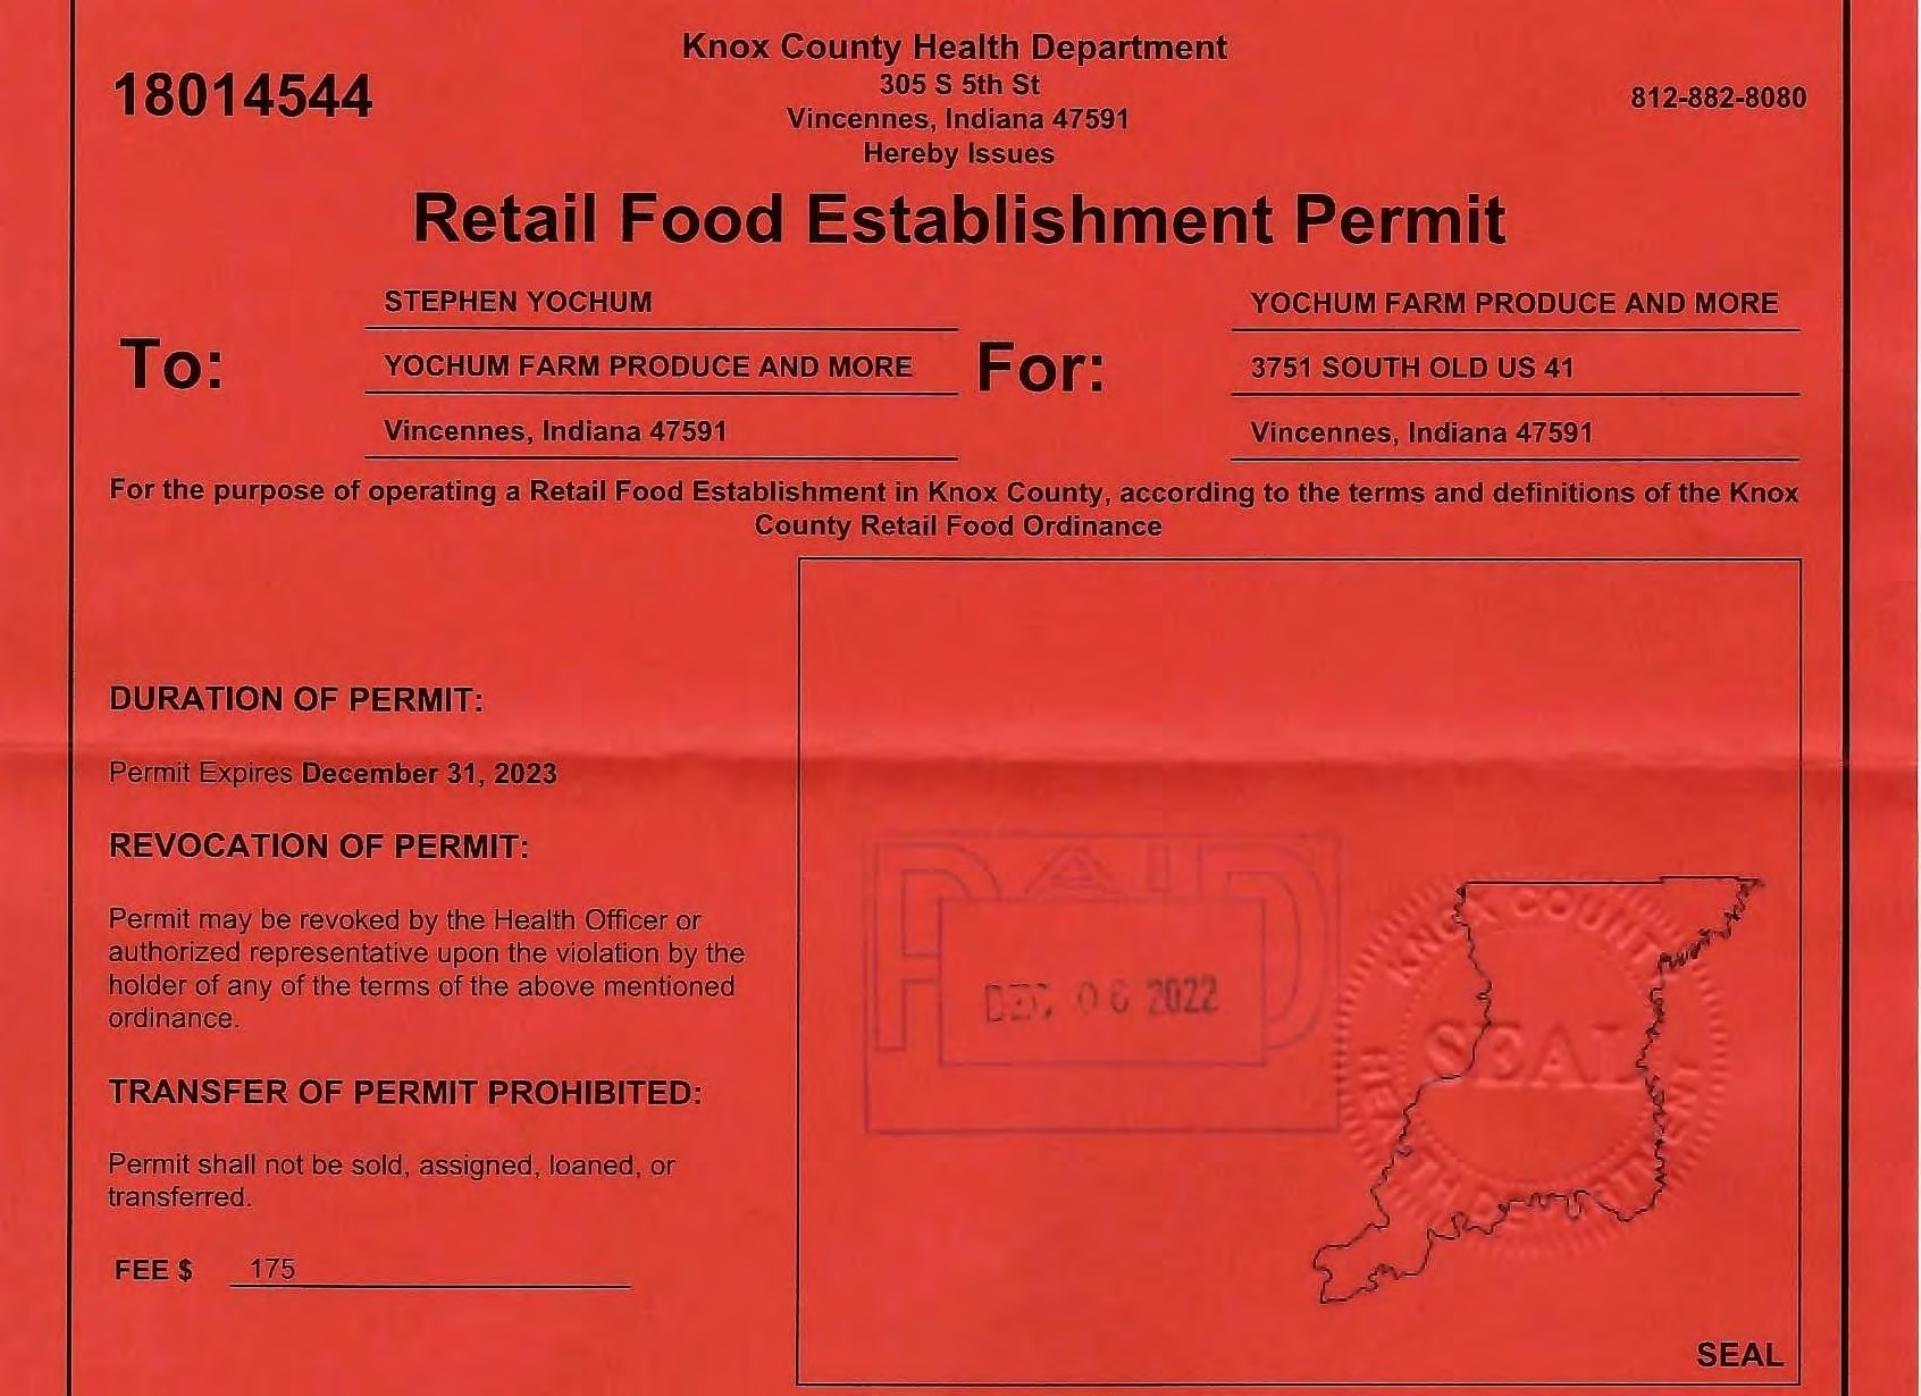 Knox County Health Department
18014544
305 S 5th St
812-882-8080
Vincennes, Indiana 47591
Hereby Issues
Retail Food Establishment Permit
To:
STEPHEN YOCHUM
YOCHUM FARM PRODUCE AND MORE
Vincennes, Indiana 47591
For:
YOCHUM FARM PRODUCE AND MORE
3751 SOUTH OLD US 41
Vincennes, Indiana 47591
For the purpose of operating a Retail Food Establishment in Knox County, according to the terms and definitions of the Knox
County Retail Food Ordinance
DURATION OF PERMIT:
Permit Expires December 31, 2023
REVOCATION OF PERMIT:
Permit may be revoked by the Health Officer or
authorized representative upon the violation by the
holder of any of the terms of the above mentioned
ordinance.
TRANSFER OF PERMIT PROHIBITED:
Permit shall not be sold, assigned, loaned, or
transferred.
FEE $ 175
PAID
DEC 06 2022
KNOX COUNTY
SEAL
HEALTH DEPARTMENT
SEAL